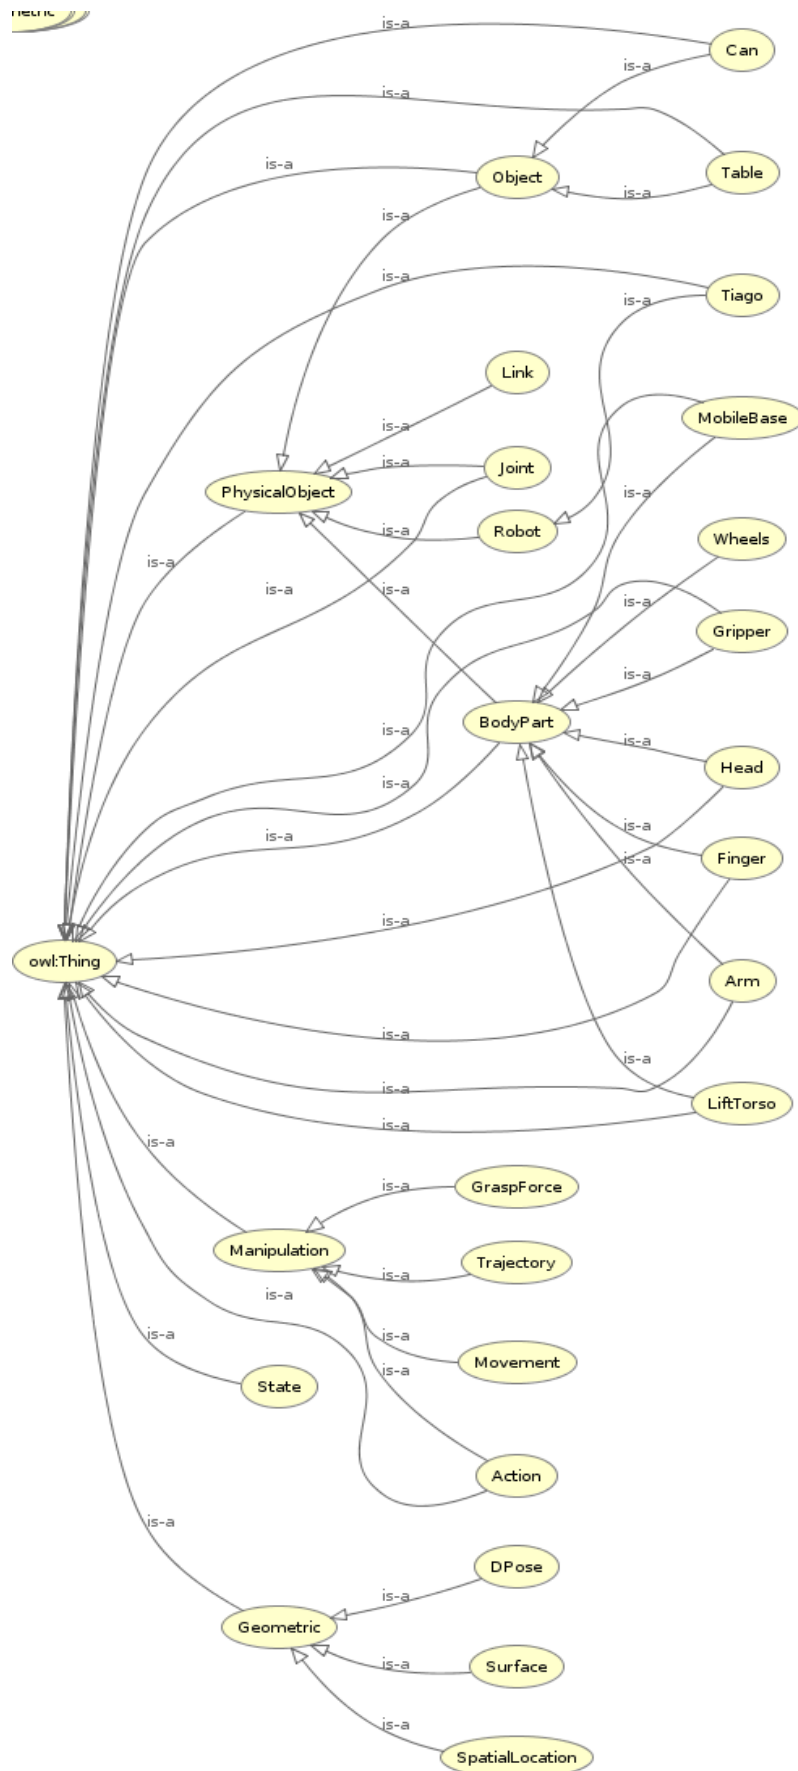 is-a
Can
is-a
is-a
is-a
Table
Object
is-a
is-a
is-a
Tiago
is-a
Link
MobileBase
is-a
is-a
Joint
PhysicalObject
is-a
is-a
Robot
Wheels
is-a
is-a
is-a
is-a
Gripper
is-a
BodyPart
is-a
is-a
Head
is-a
is-a
is-a
Finger
is-a
is-a
owl:Thing
Arm
is-a
is-a
is-a
LiftTorso
is-a
is-a
is-a
GraspForce
Manipulation
Trajectory
is-a
is-a
is-a
is-a
Movement
is-a
State
Action
is-a
DPose
is-a
Geometric
is-a
Surface
is-a
SpatialLocation